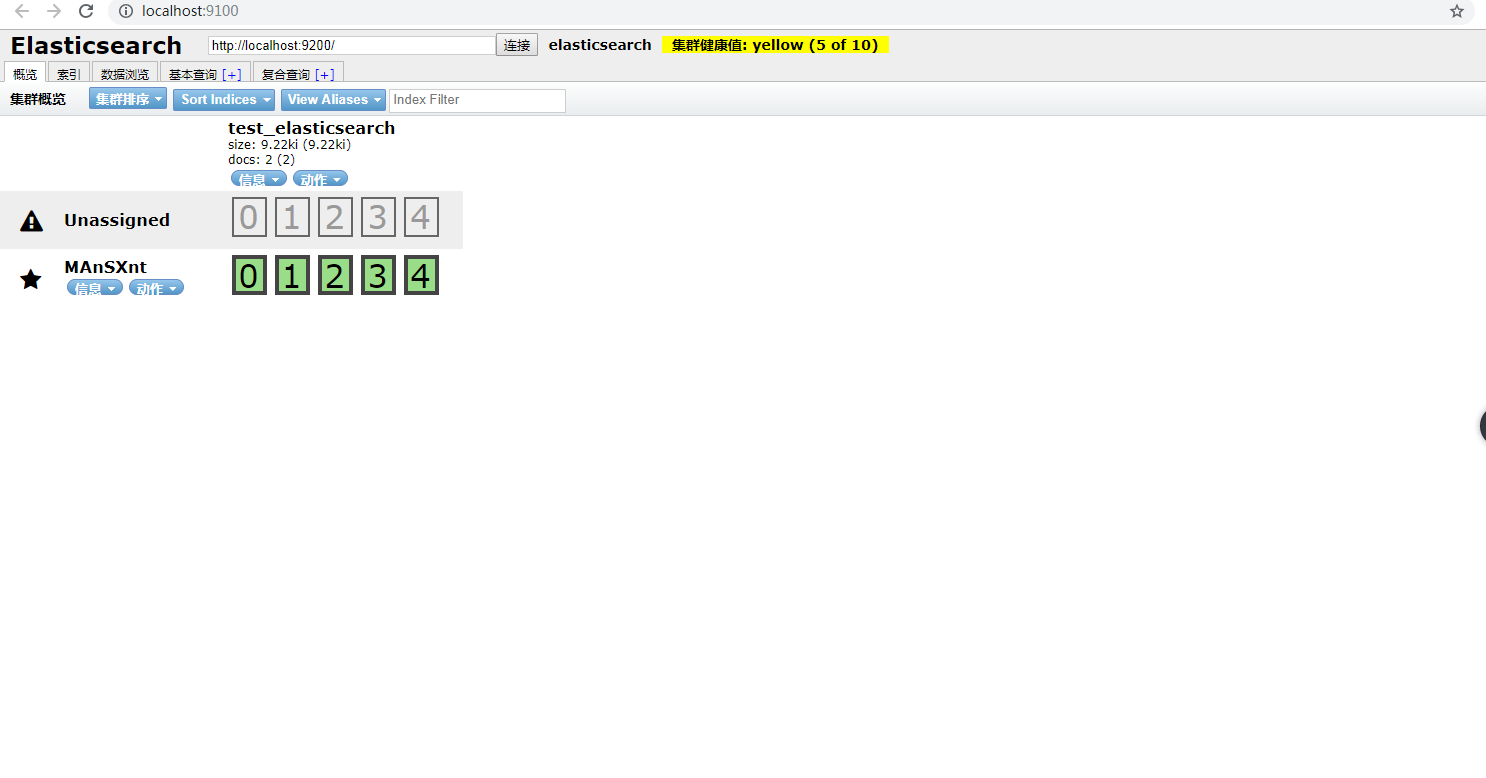 localhost:9100
Elasticsearch http://localhost:9200/ 连接 elasticsearch 集群健康值: yellow (5 of 10)
概览 索引 数据浏览 基本查询 [+] 复合查询 [+]
集群概览 集群排序 Sort Indices View Aliases Index Filter
test_elasticsearch
size: 9.22ki (9.22ki)
docs: 2 (2)
信息 动作
Unassigned 0 1 2 3 4
MAnSXnt 0 1 2 3 4
信息 动作